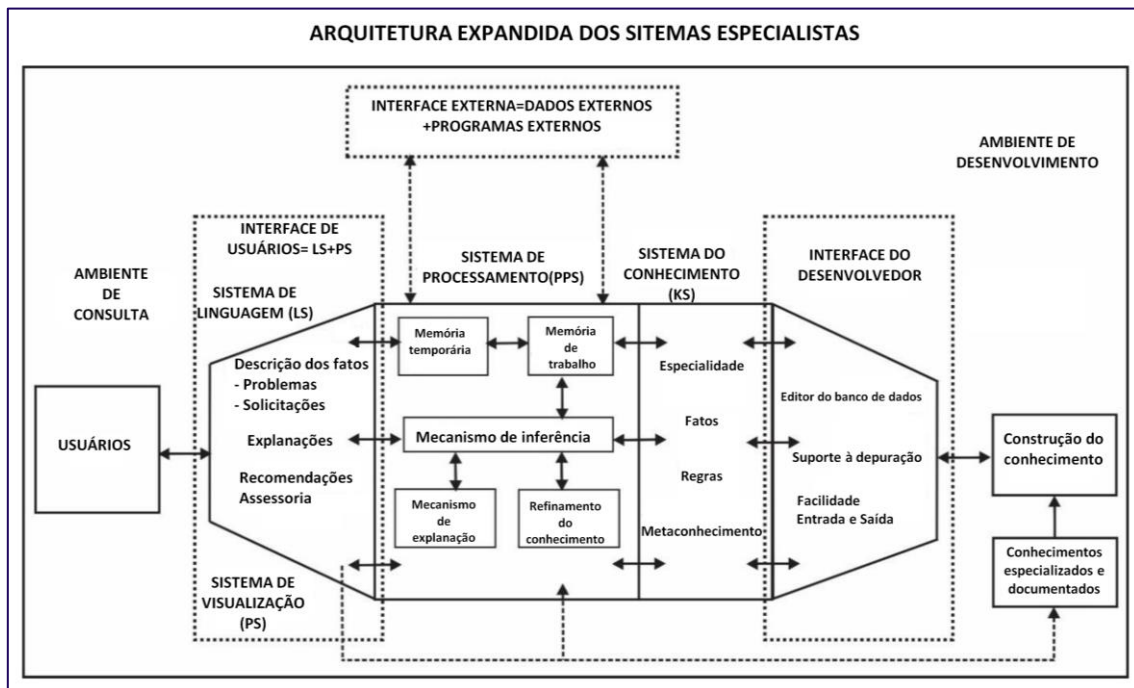 ARQUITETURA EXPANDIDA DOS SITEMAS ESPECIALISTAS
INTERFACE EXTERNA=DADOS EXTERNOS
+PROGRAMAS EXTERNOS
AMBIENTE DE
DESENVOLVIMENTO
INTERFACE DE
USUÁRIOS= LS+PS
SISTEMA DE
PROCESSAMENTO(PPS)
SISTEMA DO
CONHECIMENTO
(KS)
INTERFACE DO
DESENVOLVEDOR
AMBIENTE
DE
CONSULTA
SISTEMA DE
LINGUAGEM (LS)
USUÁRIOS
Descrição dos fatos
- Problemas
- Solicitações
Explanações
Recomendações
Assessoria
SISTEMA DE
VISUALIZAÇÃO
(PS)
Memória
temporária
Memória
de
trabalho
Mecanismo de inferência
Mecanismo
de
explanação
Refinamento
do
conhecimento
Especialidade
Fatos
Regras
Metaconhecimento
Editor do banco de dados
Suporte à depuração
Facilidade
Entrada e Saída
Construção do
conhecimento
Conhecimentos
especializados e
documentados